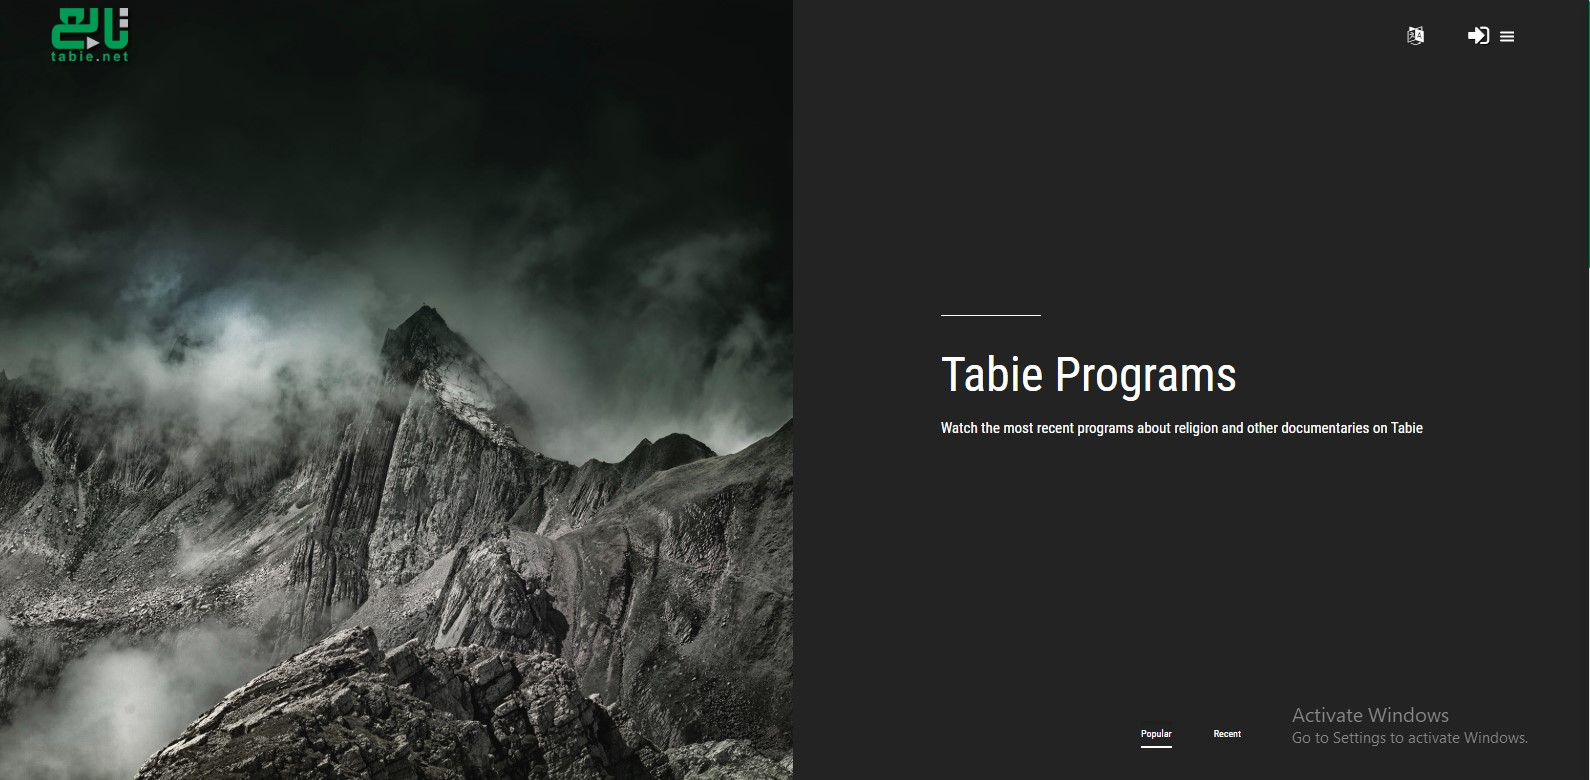 تابع
tabie.net
Tabie Programs
Watch the most recent programs about religion and other documentaries on Tabie
Popular
Recent
Activate Windows
Go to Settings to activate Windows.